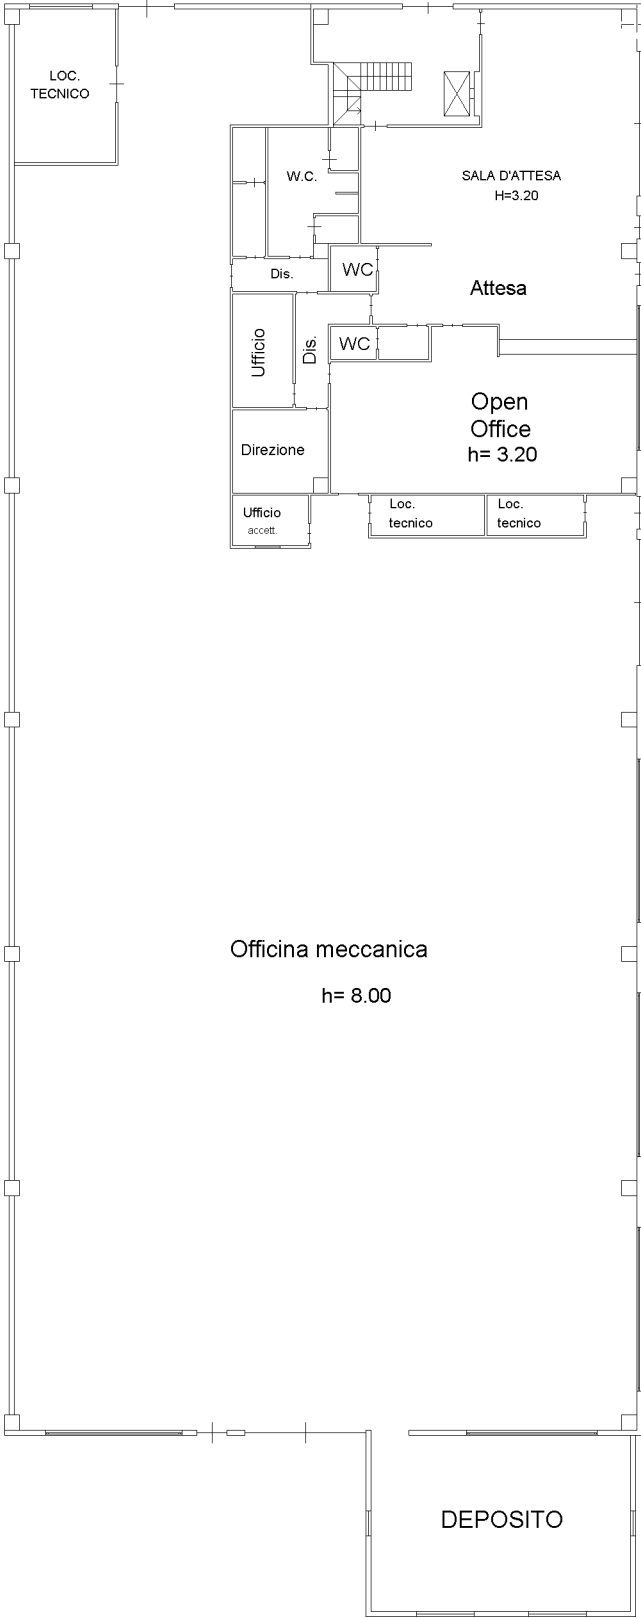 LOC.
TECNICO
W.C.
SALA D'ATTESA
H=3.20
Dis.
WC
Attesa
Ufficio
Dis.
WC
Open
Office
h= 3.20
Direzione
Ufficio
accett.
Loc.
tecnico
Loc.
tecnico
Officina meccanica
h= 8.00
DEPOSITO